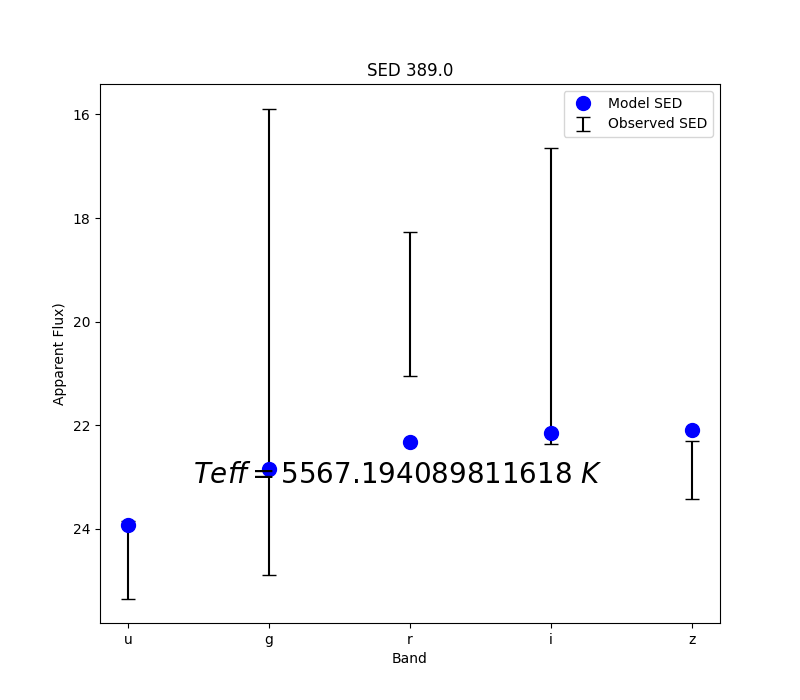 SED 389.0
Model SED
Observed SED
16
18
20
22
24
Apparent Flux)
Teff = 5567.194089811618 K
u g r i z
Band